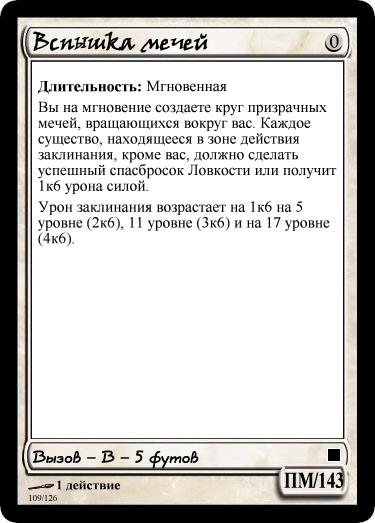 Вспышка мечей 0
Длительность: Мгновенная
Вы на мгновение создаете круг призрачных
мечей, вращающихся вокруг вас. Каждое
существо, находящееся в зоне действия
заклинания, кроме вас, должно сделать
успешный спасбросок Ловкости или получит
1к6 урона силой.
Урон заклинания возрастает на 1к6 на 5
уровне (2к6), 11 уровне (3к6) и на 17 уровне
(4к6).
Вызов – В – 5 футов
1 действие
ПМ/143
109/126